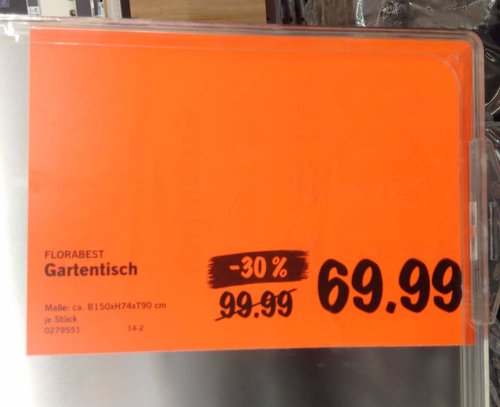 FLORABEST
Gartentisch
-30 %
99.99
69.99
Maße: ca. B150xH74xT90 cm
je Stück
0279551 14-2